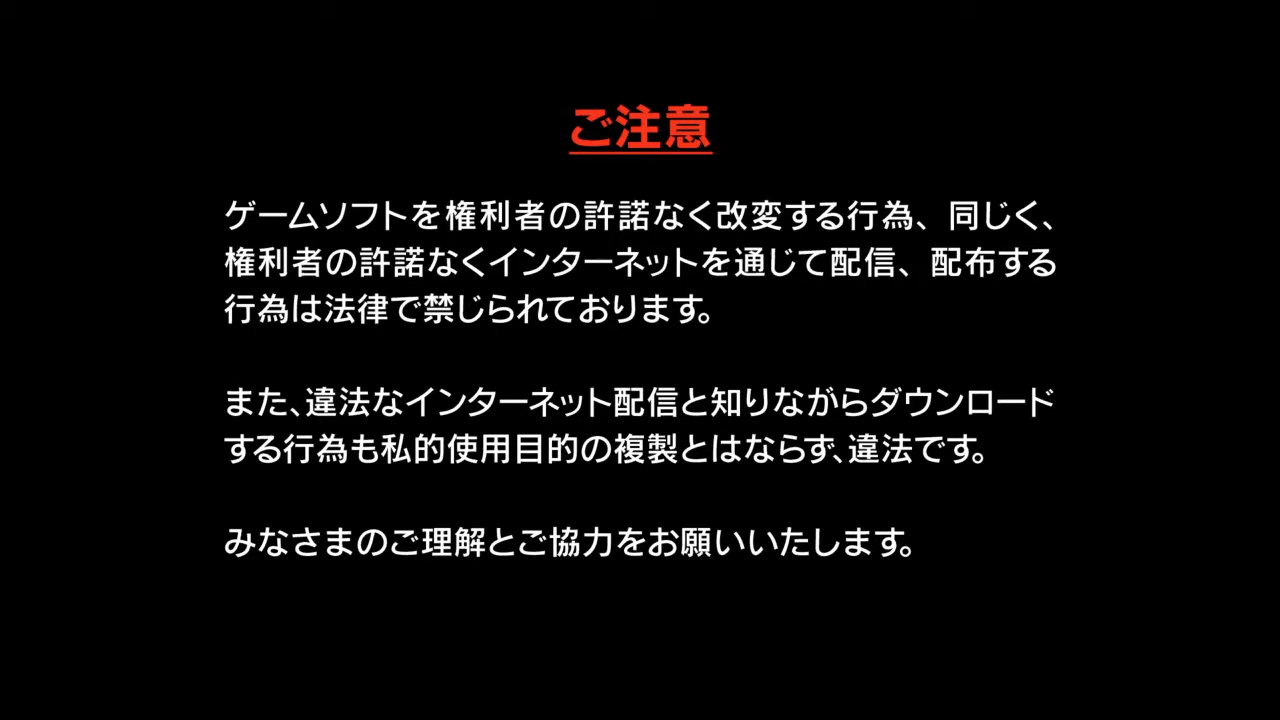 ご注意
ゲームソフトを権利者の許諾なく改変する行為、同じく、
権利者の許諾なくインターネットを通じて配信、配布する
行為は法律で禁じられております。
また、違法なインターネット配信と知りながらダウンロード
する行為も私的使用目的の複製とはならず、違法です。
みなさまのご理解とご協力をお願いいたします。